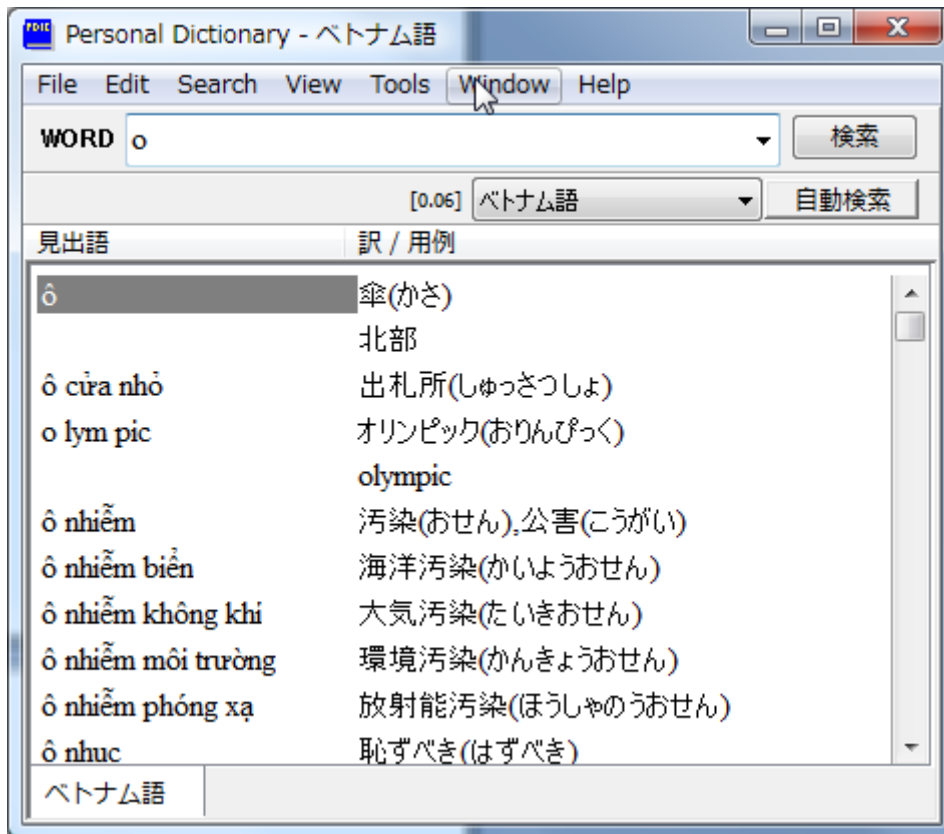 PDIC Personal Dictionary - ベトナム語
File Edit Search View Tools Window Help
WORD o 検索
[0.06] ベトナム語 自動検索
見出語 訳 / 用例
ô 傘(かさ)
北部
ô cửa nhỏ 出札所(しゅっさつしょ)
o lym pic オリンピック(おりんぴっく)
olympic
ô nhiễm 汚染(おせん),公害(こうがい)
ô nhiễm biển 海洋汚染(かいようおせん)
ô nhiễm không khí 大気汚染(たいきおせん)
ô nhiễm môi trường 環境汚染(かんきょうおせん)
ô nhiễm phóng xạ 放射能汚染(ほうしゃのうおせん)
ô nhuc 恥ずべき(はずべき)
ベトナム語